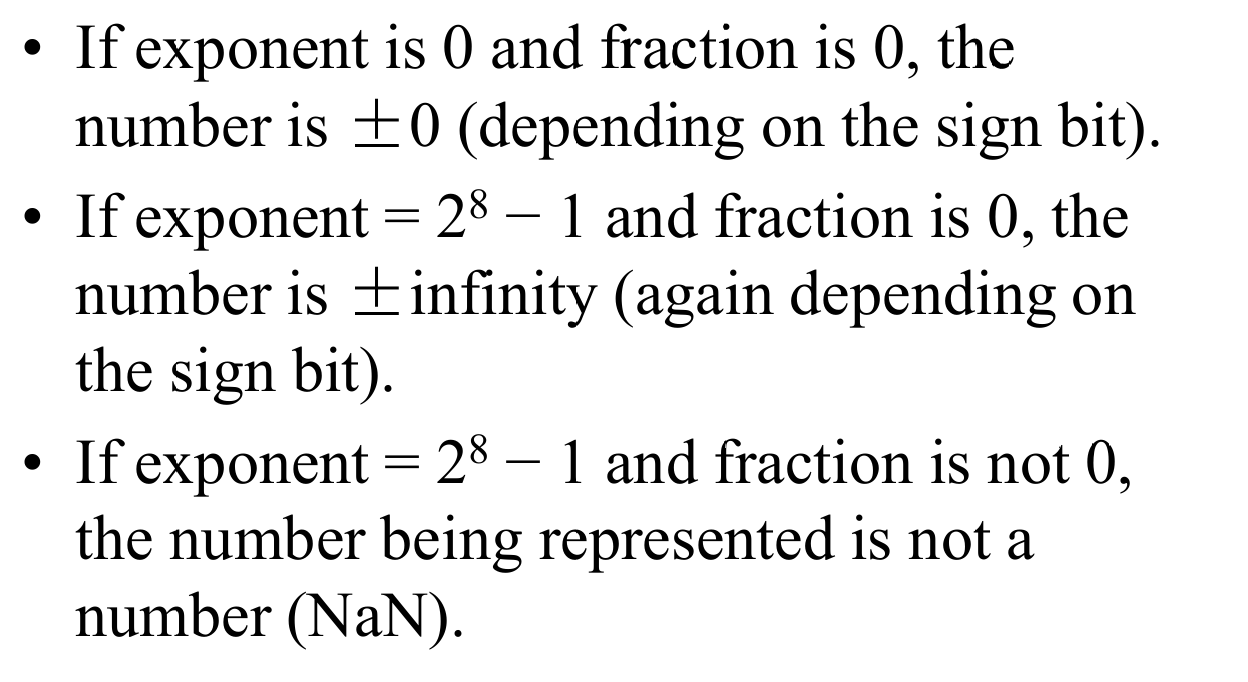 • If exponent is 0 and fraction is 0, the
number is ±0 (depending on the sign bit).
• If exponent = 2⁸ − 1 and fraction is 0, the
number is ±infinity (again depending on
the sign bit).
• If exponent = 2⁸ − 1 and fraction is not 0,
the number being represented is not a
number (NaN).